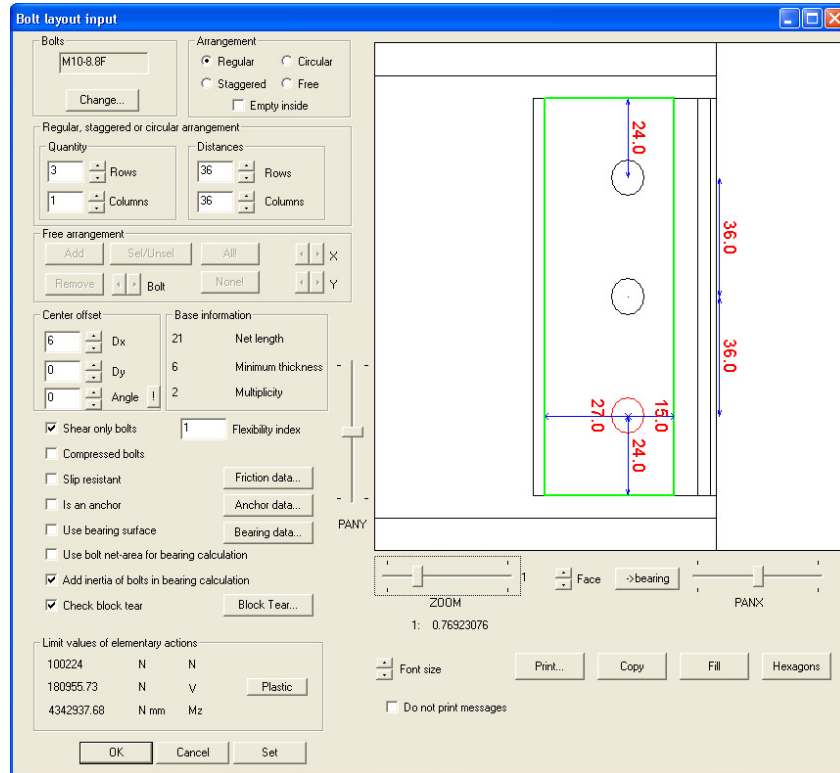 Bolt layout input
Bolts
M10-8.8F
Change...
Arrangement
Regular
Circular
Staggered
Free
Empty inside
Regular, staggered or circular arrangement
Quantity
3 Rows
1 Columns
Distances
36 Rows
36 Columns
Free arrangement
Add
Sel/Unsel
All!
X
Remove
Bolt
None!
Y
Center offset
6 Dx
0 Dy
0 Angle !
Base information
21 Net length
6 Minimum thickness
2 Multiplicity
Shear only bolts
1 Flexibility index
Compressed bolts
Slip resistant
Friction data...
Is an anchor
Anchor data...
Use bearing surface
Bearing data...
Use bolt net-area for bearing calculation
Add inertia of bolts in bearing calculation
Check block tear
Block Tear...
Limit values of elementary actions
100224 N N
180955.73 N V
4342937.68 N mm Mz
Plastic
OK
Cancel
Set
PANY
24.0
36.0
36.0
27.0
15.0
24.0
1
ZOOM
1: 0.76923076
Face
->bearing
PANX
Font size
Print...
Copy
Fill
Hexagons
Do not print messages